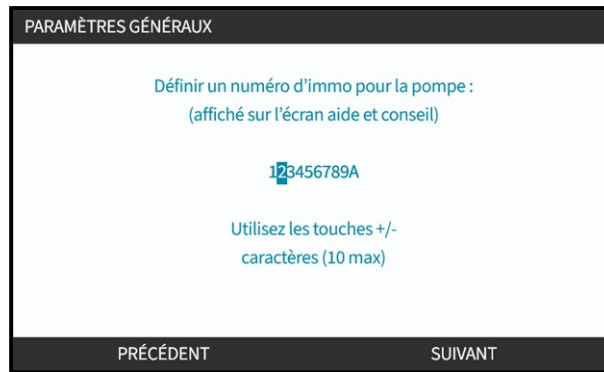 PARAMÈTRES GÉNÉRAUX
Définir un numéro d’immo pour la pompe :
(affiché sur l’écran aide et conseil)
123456789A
Utilisez les touches +/-
caractères (10 max)
PRÉCÉDENT SUIVANT